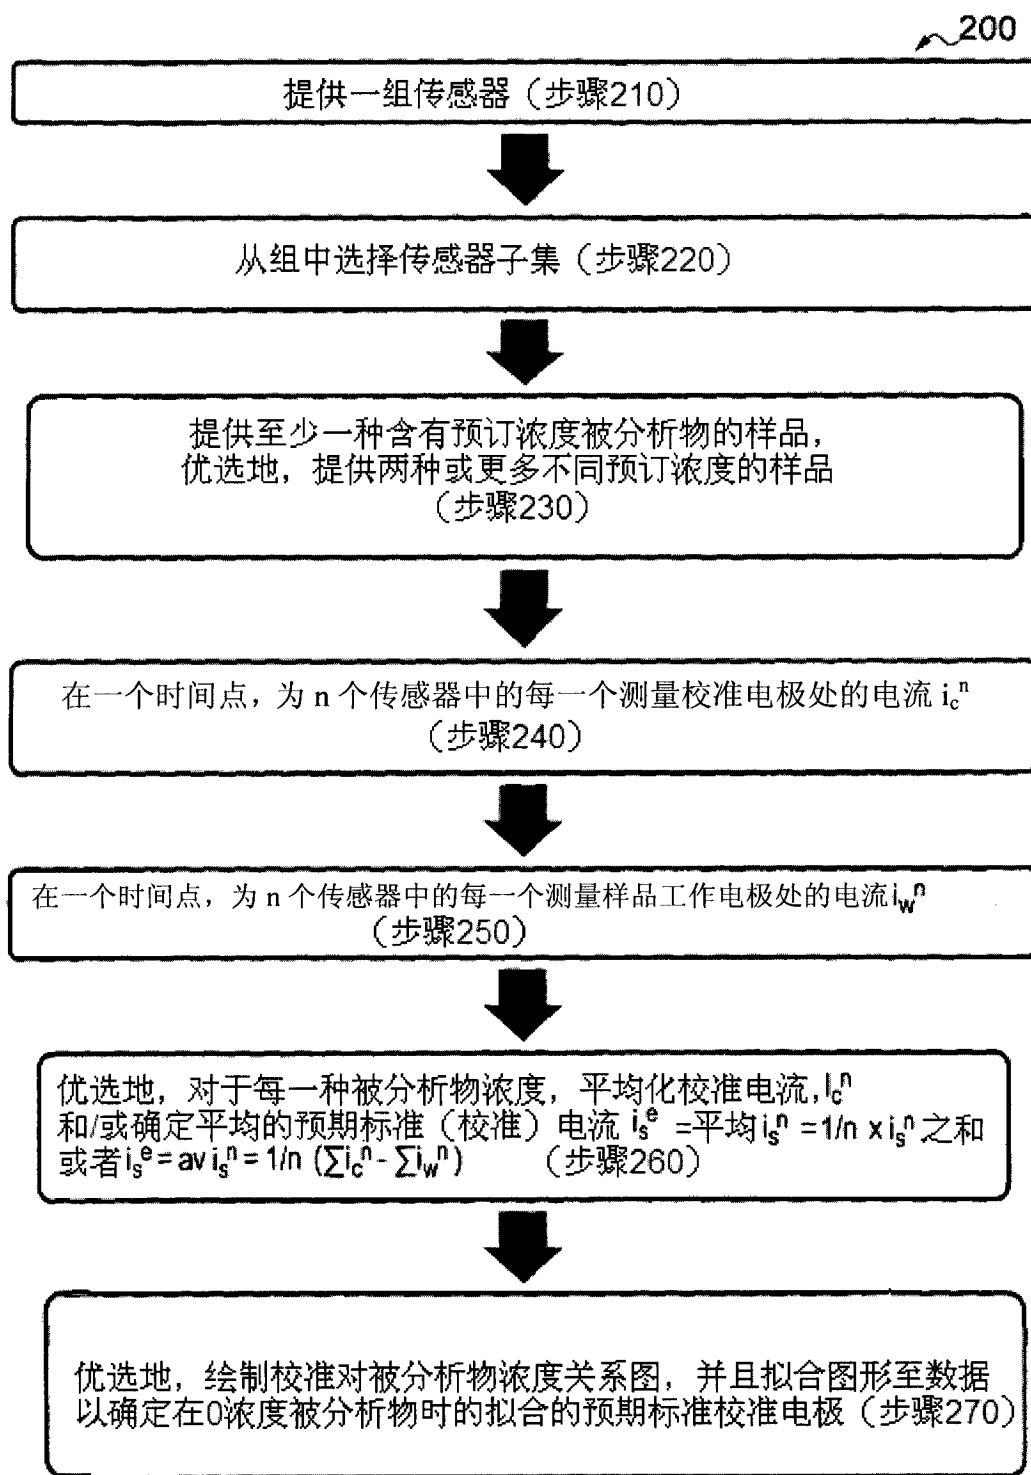 200
提供一组传感器（步骤210）
从组中选择传感器子集（步骤220）
提供至少一种含有预订浓度被分析物的样品，
优选地，提供两种或更多不同预订浓度的样品
（步骤230）
在一个时间点，为 n 个传感器中的每一个测量校准电极处的电流 i_c^n
（步骤240）
在一个时间点，为 n 个传感器中的每一个测量样品工作电极处的电流 i_w^n
（步骤250）
优选地，对于每一种被分析物浓度，平均化校准电流, I_c^n
和/或确定平均的预期标准（校准）电流 i_s^e =平均 i_s^n = 1/n x i_s^n 之和
或者 i_s^e = av i_s^n = 1/n (∑i_c^n - ∑i_w^n) （步骤260）
优选地，绘制校准对被分析物浓度关系图，并且拟合图形至数据
以确定在0浓度被分析物时的拟合的预期标准校准电极（步骤270）